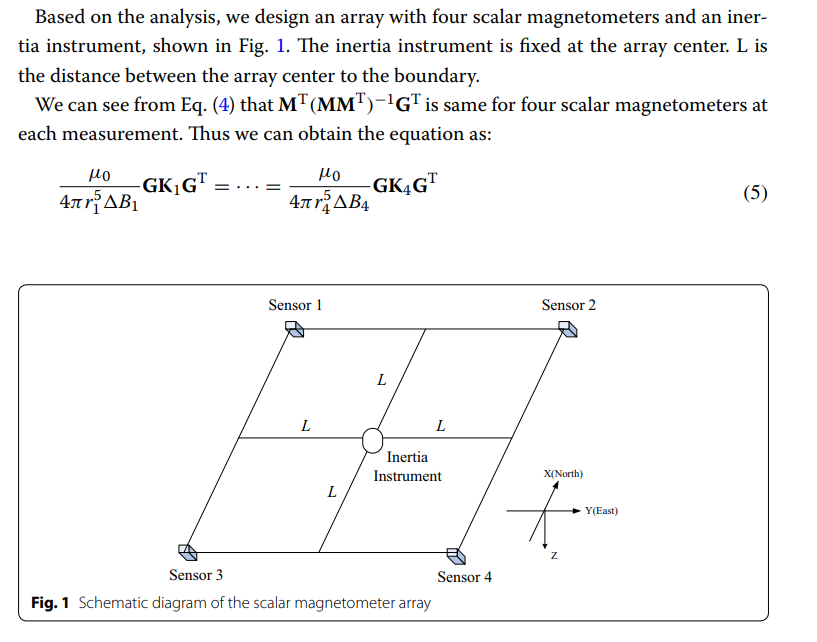 Based on the analysis, we design an array with four scalar magnetometers and an iner-
tia instrument, shown in Fig. 1. The inertia instrument is fixed at the array center. L is
the distance between the array center to the boundary.
We can see from Eq. (4) that M^T(MM^T)^−1G^T is same for four scalar magnetometers at
each measurement. Thus we can obtain the equation as:
μ0/(4πr1^5ΔB1) GK1G^T = ··· = μ0/(4πr4^5ΔB4) GK4G^T (5)
Sensor 1 Sensor 2
L
L L
Inertia
Instrument
X(North)
L
Y(East)
Z
Sensor 3 Sensor 4
Fig. 1 Schematic diagram of the scalar magnetometer array